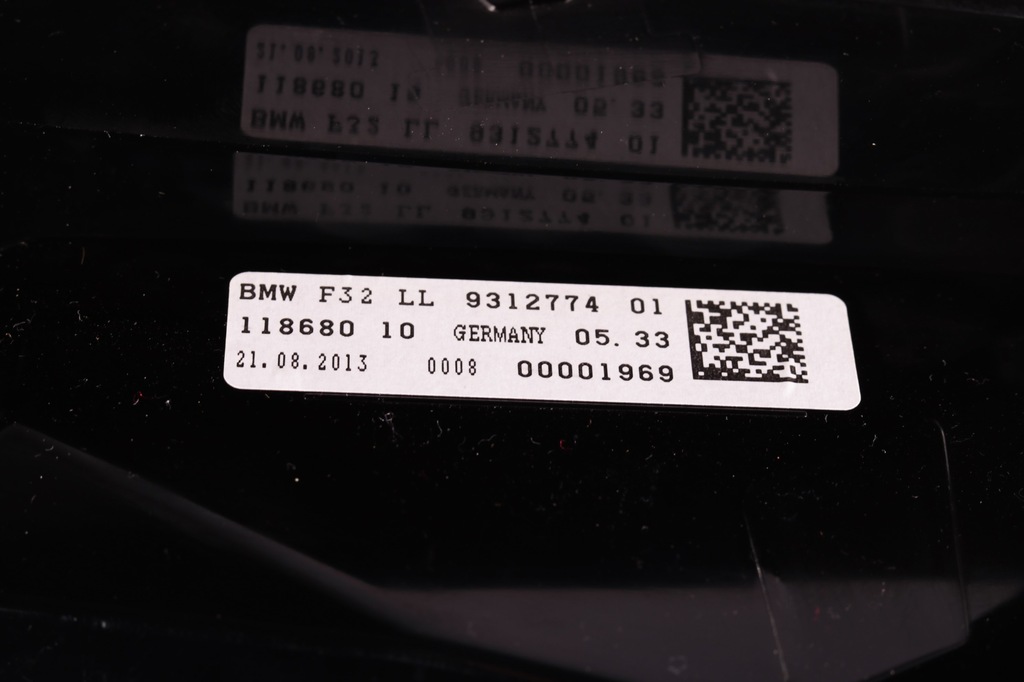 BMW F32 LL 9312774 01
118680 10 GERMANY 05. 33
21.08.2013 0008 00001969